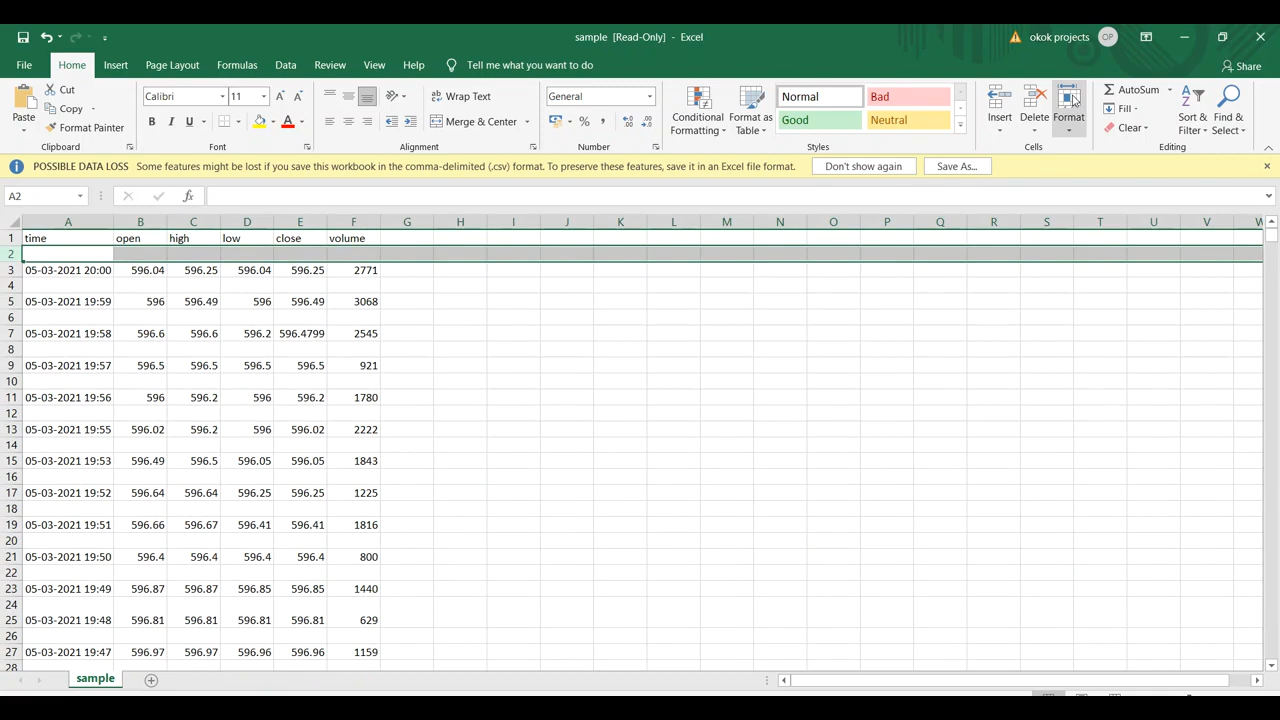 sample [Read-Only] - Excel
okok projects OP
File Home Insert Page Layout Formulas Data Review View Help Tell me what you want to do Share
Paste
Cut
Copy
Format Painter
Clipboard
Calibri 11
B I U
Font
Wrap Text
Merge & Center
Alignment
General
Number
Conditional Formatting
Format as Table
Normal Bad
Good Neutral
Styles
Insert Delete Format
Cells
AutoSum
Fill
Clear
Sort & Filter
Find & Select
Editing
POSSIBLE DATA LOSS Some features might be lost if you save this workbook in the comma-delimited (.csv) format. To preserve these features, save it in an Excel file format. Don't show again Save As...
A2 fx
A B C D E F G H I J K L M N O P Q R S T U V W
1 time open high low close volume
2
3 05-03-2021 20:00 596.04 596.25 596.04 596.25 2771
4
5 05-03-2021 19:59 596 596.49 596 596.49 3068
6
7 05-03-2021 19:58 596.6 596.6 596.2 596.4799 2545
8
9 05-03-2021 19:57 596.5 596.5 596.5 596.5 921
10
11 05-03-2021 19:56 596 596.2 596 596.2 1780
12
13 05-03-2021 19:55 596.02 596.2 596 596.02 2222
14
15 05-03-2021 19:53 596.49 596.5 596.05 596.05 1843
16
17 05-03-2021 19:52 596.64 596.64 596.25 596.25 1225
18
19 05-03-2021 19:51 596.66 596.67 596.41 596.41 1816
20
21 05-03-2021 19:50 596.4 596.4 596.4 596.4 800
22
23 05-03-2021 19:49 596.87 596.87 596.85 596.85 1440
24
25 05-03-2021 19:48 596.81 596.81 596.81 596.81 629
26
27 05-03-2021 19:47 596.97 596.97 596.96 596.96 1159
28
sample